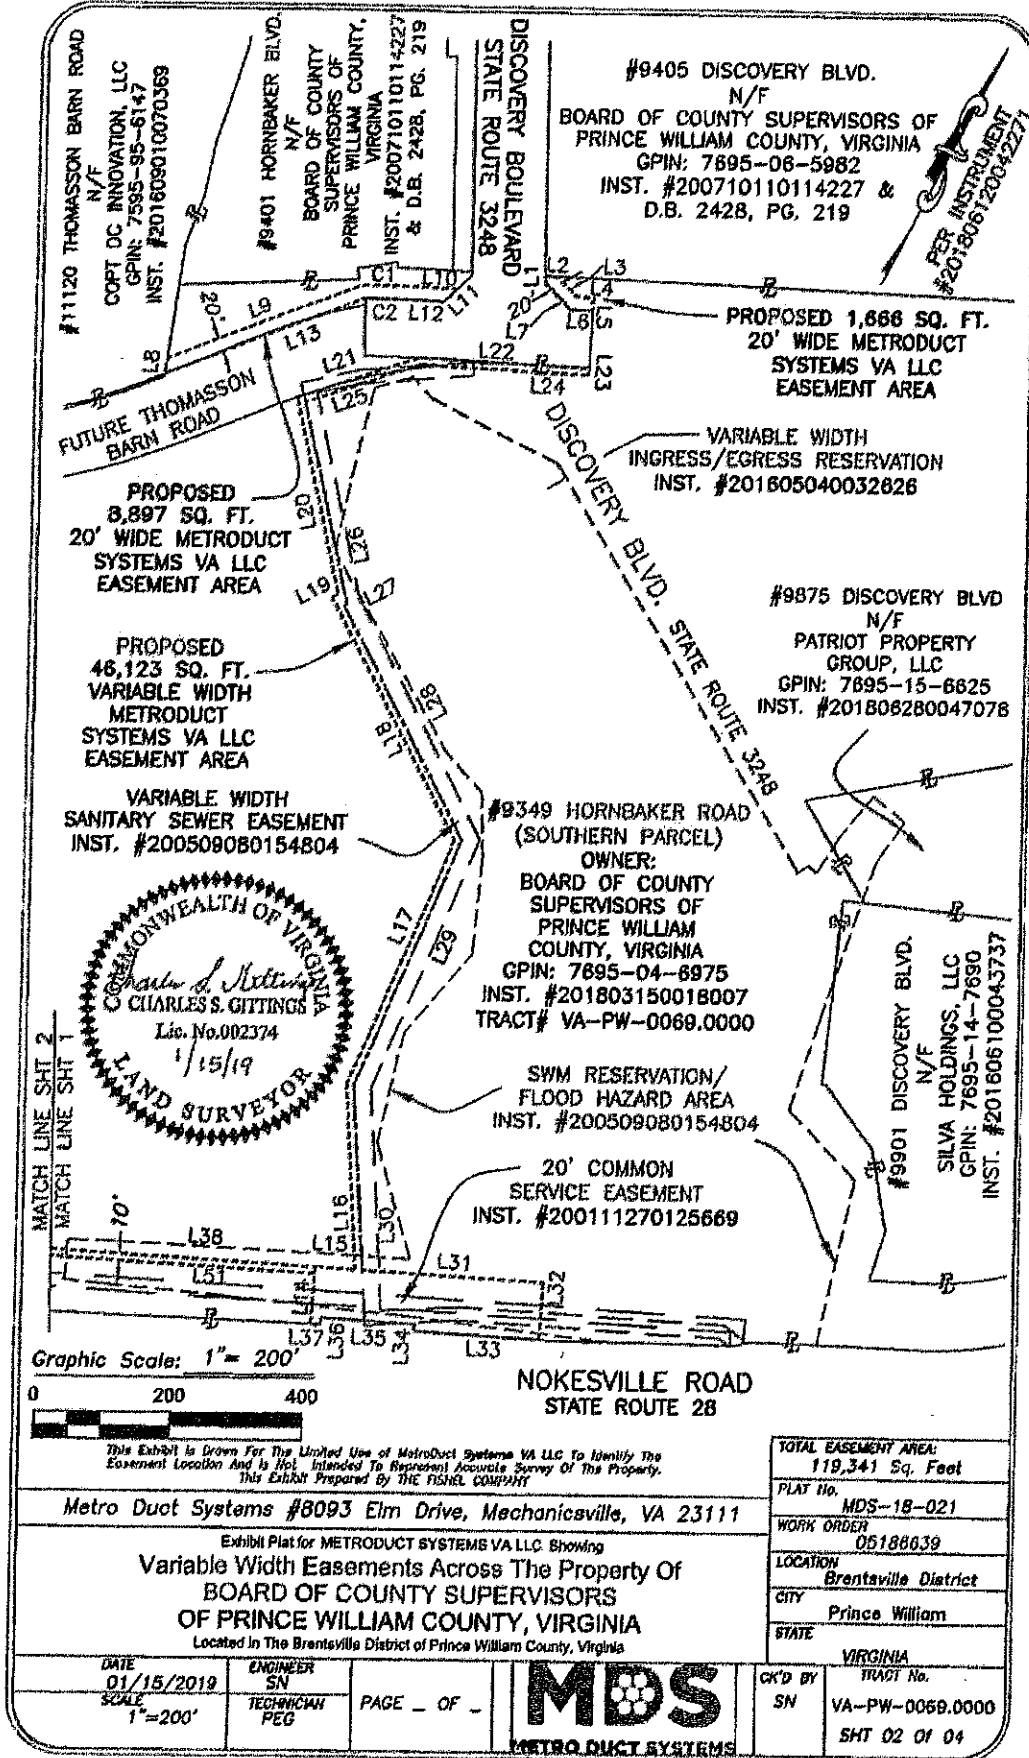 #11120 THOMASSON BARN ROAD
N/F
COPT DC INNOVATION, LLC
GPIN: 7595-95-6147
INST. #201609010070369
#9401 HORNBAKER BLVD.
N/F
BOARD OF COUNTY
SUPERVISORS OF
PRINCE WILLIAM COUNTY,
VIRGINIA
INST. #200710110114227
& D.B. 2428, PG. 219
DISCOVERY BOULEVARD
STATE ROUTE 3248
#9405 DISCOVERY BLVD.
N/F
BOARD OF COUNTY SUPERVISORS OF
PRINCE WILLIAM COUNTY, VIRGINIA
GPIN: 7695-06-5982
INST. #200710110114227 &
D.B. 2428, PG. 219
PER INSTRUMENT
#201806120042271
L8
20'
L9
L13
C1
L10
L11
C2 L12
L1
L2
L3
L4
20'
L7
L6
L5
PROPOSED 1,666 SQ. FT.
20' WIDE METRODUCT
SYSTEMS VA LLC
EASEMENT AREA
L21
L22
L23
L24
L25
FUTURE THOMASSON
BARN ROAD
DISCOVERY BLVD. STATE ROUTE 3248
VARIABLE WIDTH
INGRESS/EGRESS RESERVATION
INST. #201605040032626
PROPOSED
8,897 SQ. FT.
20' WIDE METRODUCT
SYSTEMS VA LLC
EASEMENT AREA
L20
L26
L19
L27
#9875 DISCOVERY BLVD
N/F
PATRIOT PROPERTY
GROUP, LLC
GPIN: 7695-15-6625
INST. #201806280047076
PROPOSED
46,123 SQ. FT.
VARIABLE WIDTH
METRODUCT
SYSTEMS VA LLC
EASEMENT AREA
L18
L28
VARIABLE WIDTH
SANITARY SEWER EASEMENT
INST. #200509080154804
#9349 HORNBAKER ROAD
(SOUTHERN PARCEL)
OWNER:
BOARD OF COUNTY
SUPERVISORS OF
PRINCE WILLIAM
COUNTY, VIRGINIA
GPIN: 7695-04-6975
INST. #201803150018007
TRACT# VA-PW-0069.0000
L17
L29
COMMONWEALTH OF VIRGINIA
CHARLES S. GITTINGS
Lic. No.002374
1/15/19
LAND SURVEYOR
#9901 DISCOVERY BLVD.
N/F
SILVA HOLDINGS, LLC
GPIN: 7695-14-7690
INST. #201606100043737
SWM RESERVATION/
FLOOD HAZARD AREA
INST. #200509080154804
20' COMMON
SERVICE EASEMENT
INST. #200111270125669
MATCH LINE SHT 2
MATCH LINE SHT 1
10'
L38
L15
L16
L30
L31
L51
L14
L32
L37
L36
L35
L34
L33
Graphic Scale: 1"= 200'
0 200 400
NOKESVILLE ROAD
STATE ROUTE 28
This Exhibit Is Drawn For The Limited Use of MetroDuct Systems VA LLC To Identify The
Easement Location And Is Not Intended To Represent Accurate Survey Of The Property.
This Exhibit Prepared By THE FISHEL COMPANY
Metro Duct Systems #8093 Elm Drive, Mechanicsville, VA 23111
Exhibit Plat for METRODUCT SYSTEMS VA LLC Showing
Variable Width Easements Across The Property Of
BOARD OF COUNTY SUPERVISORS
OF PRINCE WILLIAM COUNTY, VIRGINIA
Located In The Brentsville District of Prince William County, Virginia
TOTAL EASEMENT AREA:
119,341 Sq. Feet
PLAT No.
MDS-18-021
WORK ORDER
05186639
LOCATION
Brentsville District
CITY
Prince William
STATE
VIRGINIA
DATE
01/15/2019
SCALE
1"=200'
ENGINEER
SN
TECHNICIAN
PEG
PAGE _ OF _
MDS
METRO DUCT SYSTEMS
CK'D BY
SN
TRACT No.
VA-PW-0069.0000
SHT 02 Of 04